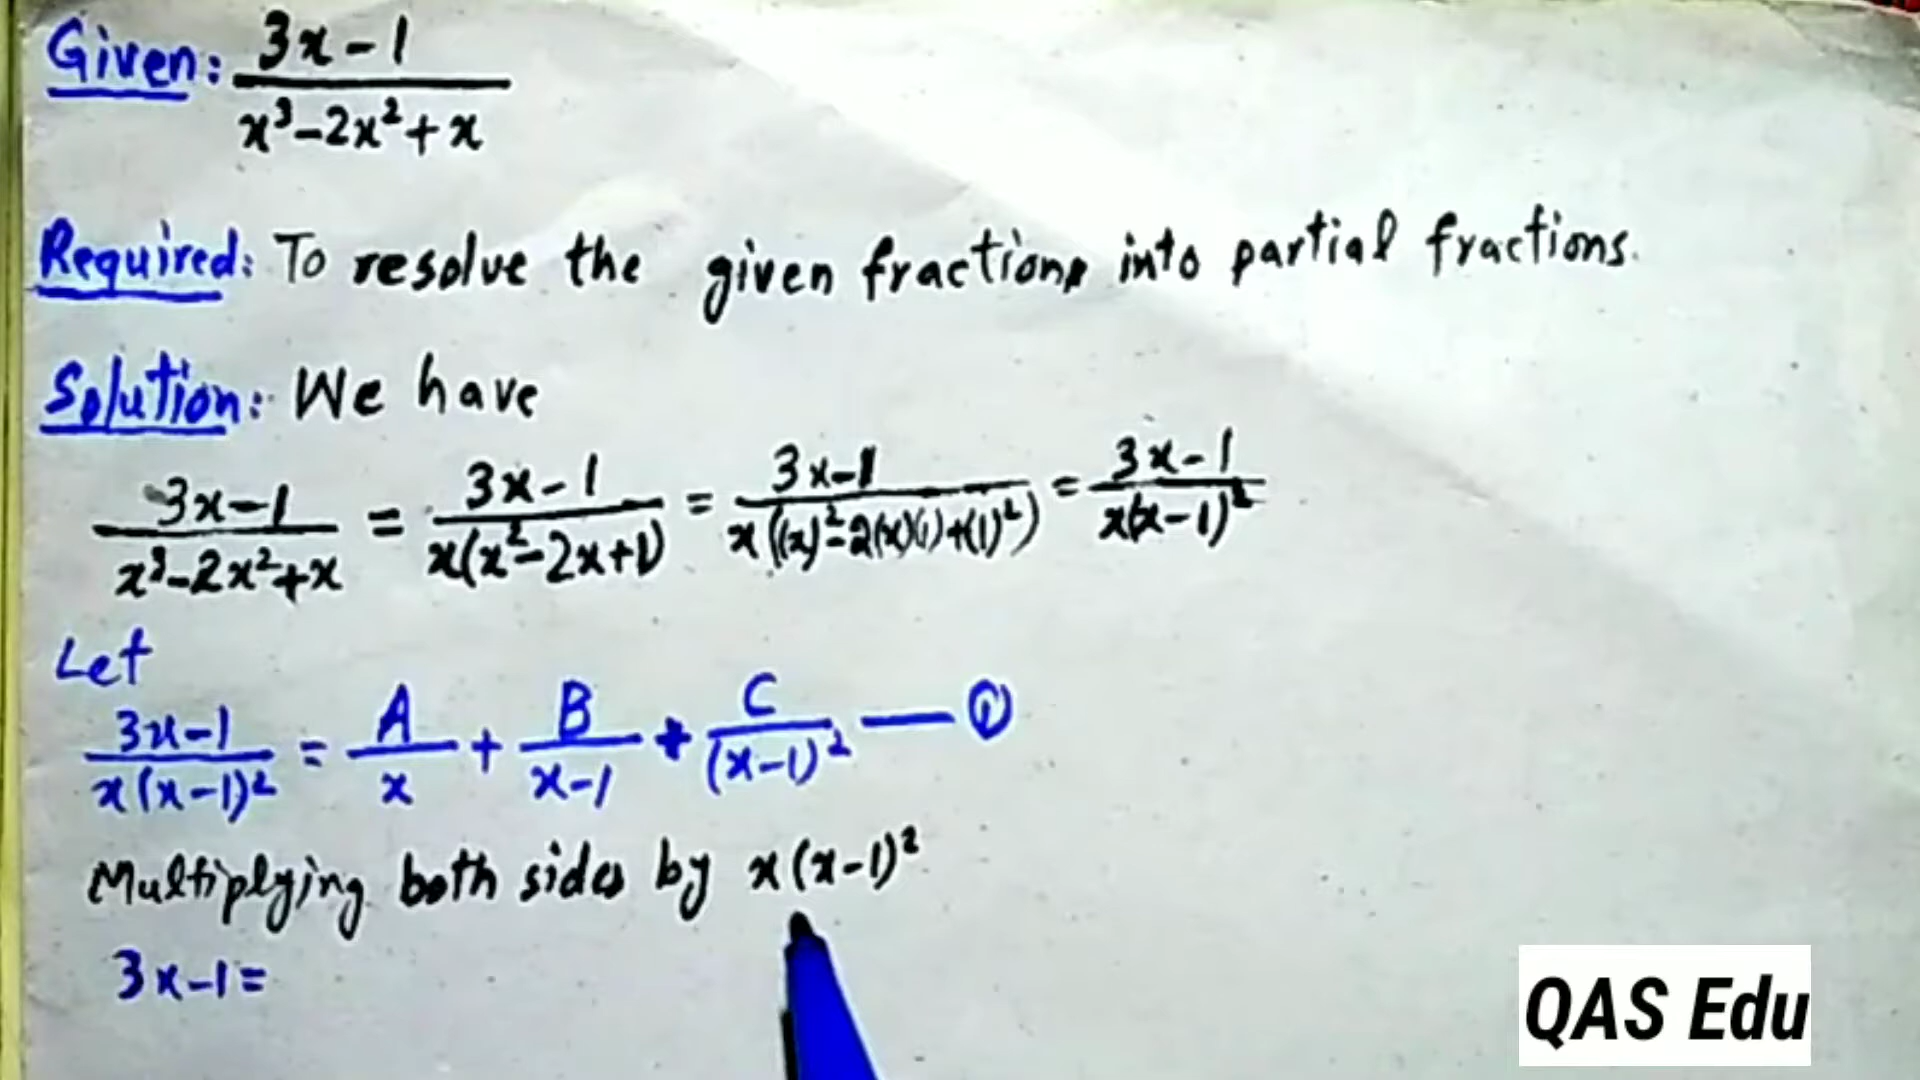 Given: (3x-1)/(x³-2x²+x)
Required: To resolve the given fractions into partial fractions.
Solution: We have
(3x-1)/(x³-2x²+x) = (3x-1)/(x(x²-2x+1)) = (3x-1)/(x((x)²-2(x)(1)+(1)²)) = (3x-1)/(x(x-1)²)
Let
(3x-1)/(x(x-1)²) = A/x + B/(x-1) + C/(x-1)² — ①
Multiplying both sides by x(x-1)²
3x-1=
QAS Edu